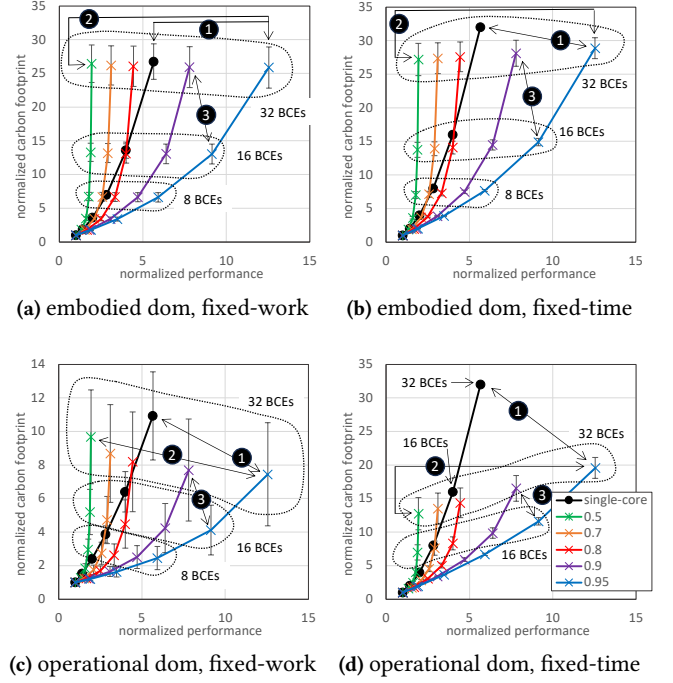 normalized carbon footprint
35
30
25
20
15
10
5
0
0 5 10 15
normalized performance
2
1
3
32 BCEs
16 BCEs
8 BCEs
(a) embodied dom, fixed-work
normalized carbon footprint
35
30
25
20
15
10
5
0
0 5 10 15
normalized performance
2
1
3
32 BCEs
16 BCEs
8 BCEs
(b) embodied dom, fixed-time
normalized carbon footprint
14
12
10
8
6
4
2
0
0 5 10 15
normalized performance
32 BCEs
2
1
3
16 BCEs
8 BCEs
(c) operational dom, fixed-work
normalized carbon footprint
35
30
25
20
15
10
5
0
0 5 10 15
normalized performance
32 BCEs
1
16 BCEs
32 BCEs
2
3
16 BCEs
single-core
0.5
0.7
0.8
0.9
0.95
(d) operational dom, fixed-time